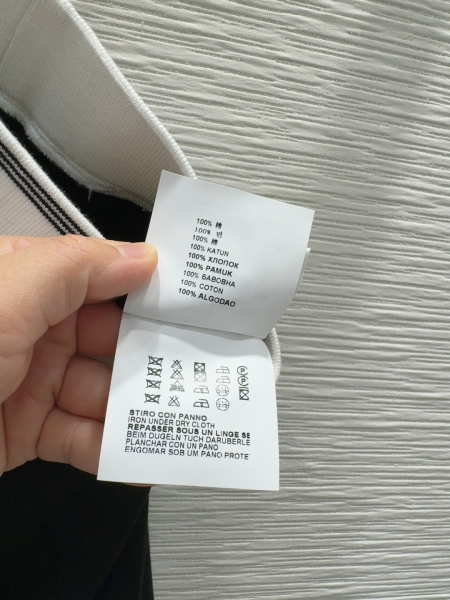 100% 棉
100% 면
100% 棉
100% KATUN
100% ХЛОПОК
100% PAMUK
100% БАВОВНА
100% COTON
100% ALGODAO
P
P
STIRO CON PANNO
IRON UNDER DRY CLOTH
REPASSER SOUS UN LINGE SE
BEIM DUGELN TUCH DARUBERLE
PLANCHAR CON UN PANO
ENGOMAR SOB UM PANO PROTE